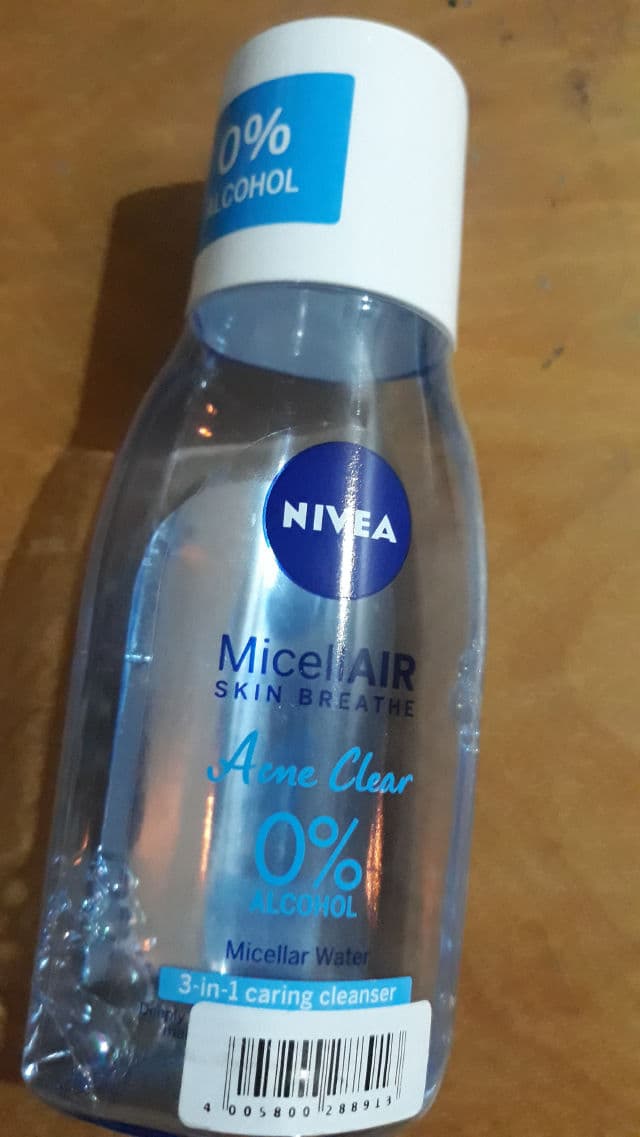 0%
ALCOHOL
NIVEA
MicellAIR
SKIN BREATHE
Acne Clear
0%
ALCOHOL
Micellar Water
3-in-1 caring cleanser
Deeply
4 005800 288913